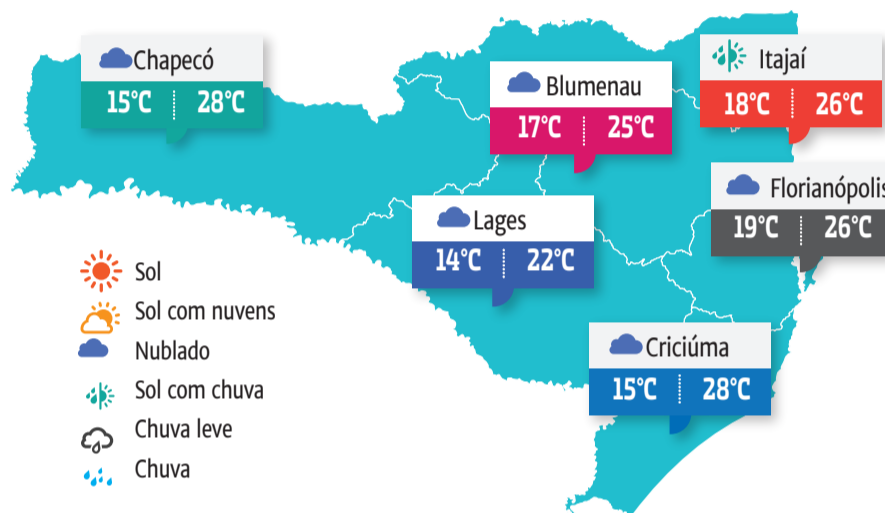 Chapecó
15°C 28°C
Blumenau
17°C 25°C
Itajaí
18°C 26°C
Florianópolis
19°C 26°C
Lages
14°C 22°C
Criciúma
15°C 28°C
Sol
Sol com nuvens
Nublado
Sol com chuva
Chuva leve
Chuva